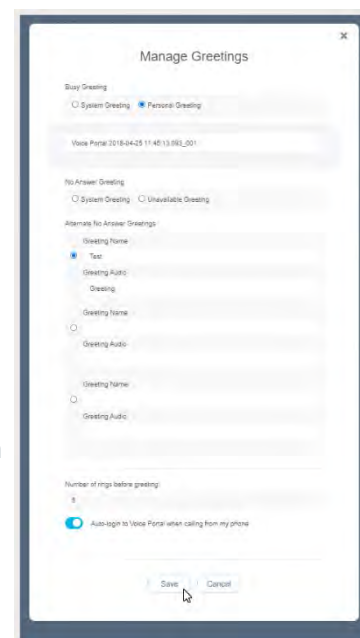 x
Manage Greetings
Busy Greeting
System Greeting Personal Greeting
Voice Portal 2018-04-25 11:45:13.093_001
No Answer Greeting
System Greeting Unavailable Greeting
Alternate No Answer Greetings
Greeting Name
Test
Greeting Audio
Greeting
Greeting Name
Greeting Audio
Greeting Name
Greeting Audio
Number of rings before greeting:
Auto-login to Voice Portal when calling from my phone
Save Cancel